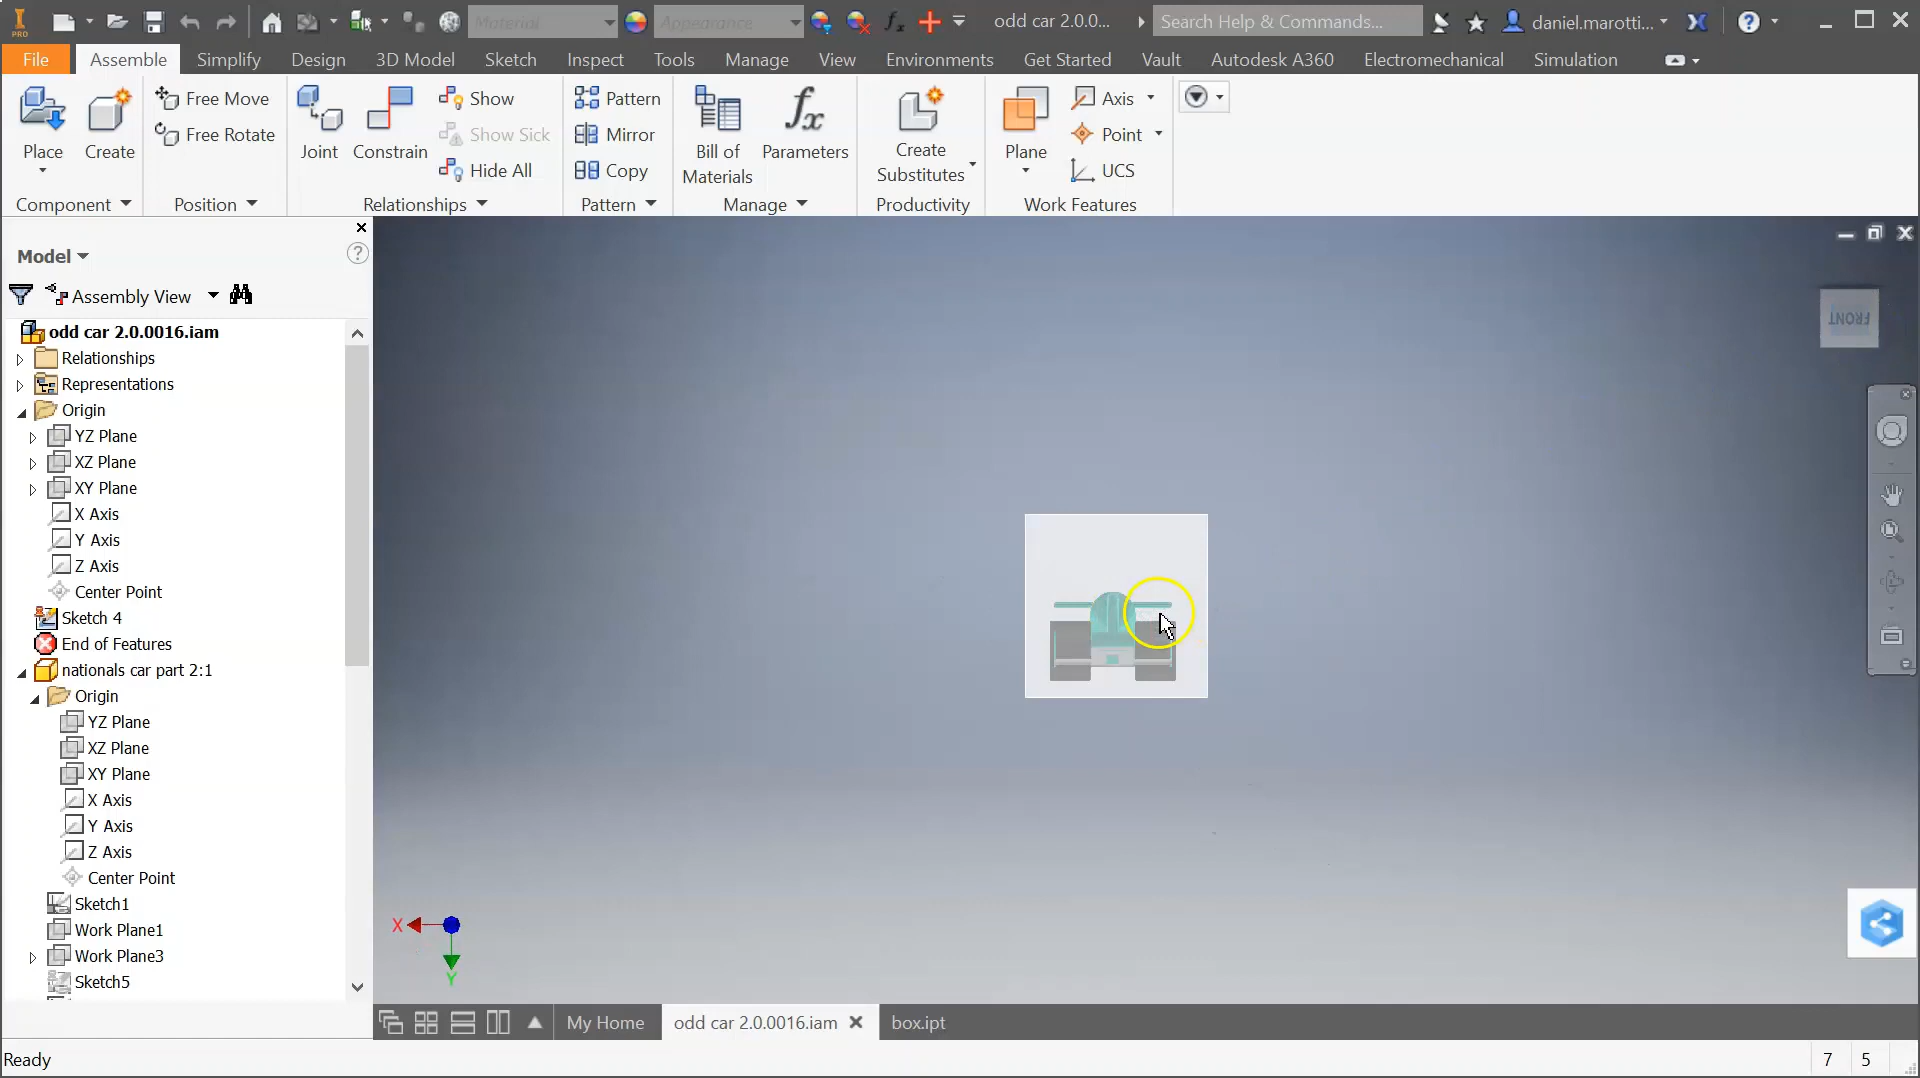 PRO
Material
Appearance
fx
odd car 2.0.0...
Search Help & Commands...
daniel.marotti...
File
Assemble
Simplify
Design
3D Model
Sketch
Inspect
Tools
Manage
View
Environments
Get Started
Vault
Autodesk A360
Electromechanical
Simulation
Place
Create
Free Move
Free Rotate
Joint
Constrain
Show
Show Sick
Hide All
Pattern
Mirror
Copy
Bill of
Materials
fx
Parameters
Create
Substitutes
Plane
Axis
Point
UCS
Component
Position
Relationships
Pattern
Manage
Productivity
Work Features
Model
?
Assembly View
odd car 2.0.0016.iam
Relationships
Representations
Origin
YZ Plane
XZ Plane
XY Plane
X Axis
Y Axis
Z Axis
Center Point
Sketch 4
End of Features
nationals car part 2:1
Origin
YZ Plane
XZ Plane
XY Plane
X Axis
Y Axis
Z Axis
Center Point
Sketch1
Work Plane1
Work Plane3
Sketch5
FRONT
X
Y
My Home
odd car 2.0.0016.iam
box.ipt
Ready
7
5